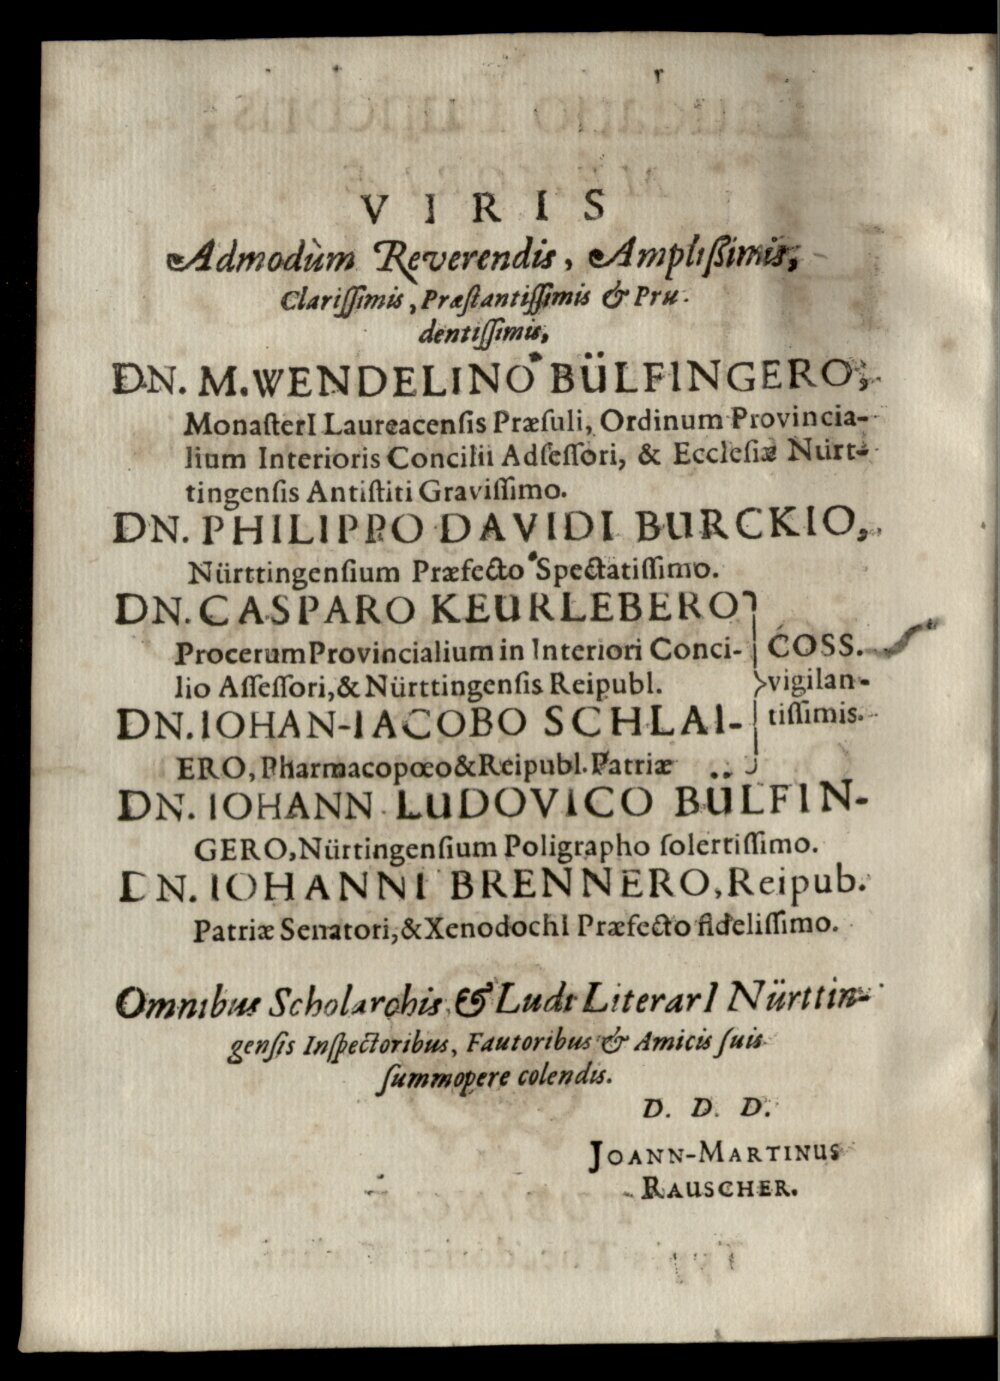 VIRIS
Admodùm Reverendis, Ampliſſimis,
Clariſſimis, Præſtantiſſimis & Pru-
dentiſſimis,
DN. M. WENDELINO BÜLFINGERO,
MonaſterI Laureacenſis Præſuli, Ordinum Provincia-
lium Interioris Concilii Adſeſſori, & Eccleſiæ Nürt-
tingenſis Antiſtiti Graviſſimo.
DN. PHILIPPO DAVIDI BURCKIO,
Nürttingenſium Præfecto Spectatiſſimo.
DN. CASPARO KEURLEBERO
Procerum Provincialium in Interiori Conci-
lio Aſſeſſori, & Nürttingenſis Reipubl.
DN. IOHAN-IACOBO SCHLAI-
ERO, Pharmacopœo & Reipubl. Patriæ
COSS.
vigilan-
tiſſimis.
DN. IOHANN LUDOVICO BÜLFIN-
GERO, Nürtingenſium Poligrapho ſolertiſſimo.
DN. IOHANNI BRENNERO, Reipub.
Patriæ Senatori, & XenodochI Præfecto fideliſſimo.
Omnibus Scholarchis & Ludi LiterarI Nürttin-
genſis Inſpectoribus, Fautoribus & Amicis ſuis
ſummopere colendis.
D. D. D.
JOANN-MARTINUS
RAUSCHER.